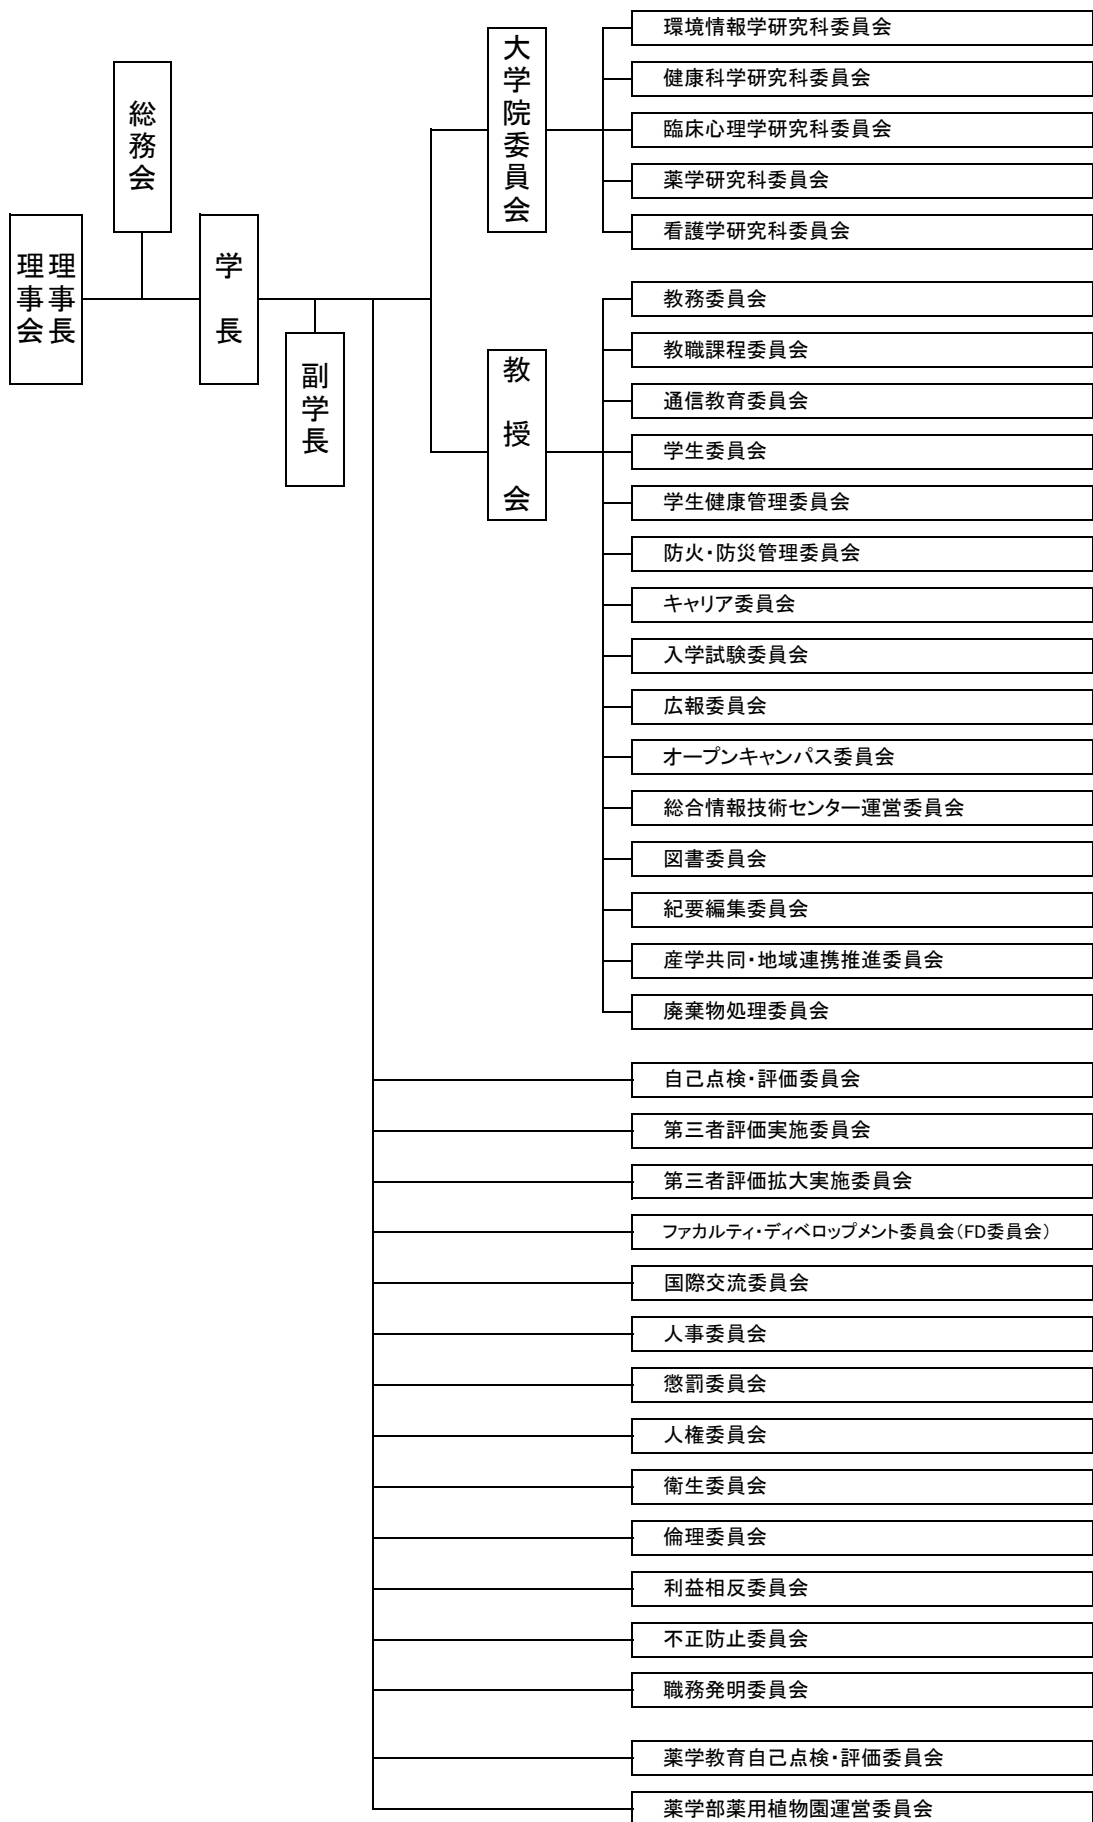 理事長
理事会
総務会
学長
副学長
大学院委員会
環境情報学研究科委員会
健康科学研究科委員会
臨床心理学研究科委員会
薬学研究科委員会
看護学研究科委員会
教授会
教務委員会
教職課程委員会
通信教育委員会
学生委員会
学生健康管理委員会
防火・防災管理委員会
キャリア委員会
入学試験委員会
広報委員会
オープンキャンパス委員会
総合情報技術センター運営委員会
図書委員会
紀要編集委員会
産学共同・地域連携推進委員会
廃棄物処理委員会
自己点検・評価委員会
第三者評価実施委員会
第三者評価拡大実施委員会
ファカルティ・ディベロップメント委員会（FD委員会）
国際交流委員会
人事委員会
懲罰委員会
人権委員会
衛生委員会
倫理委員会
利益相反委員会
不正防止委員会
職務発明委員会
薬学教育自己点検・評価委員会
薬学部薬用植物園運営委員会